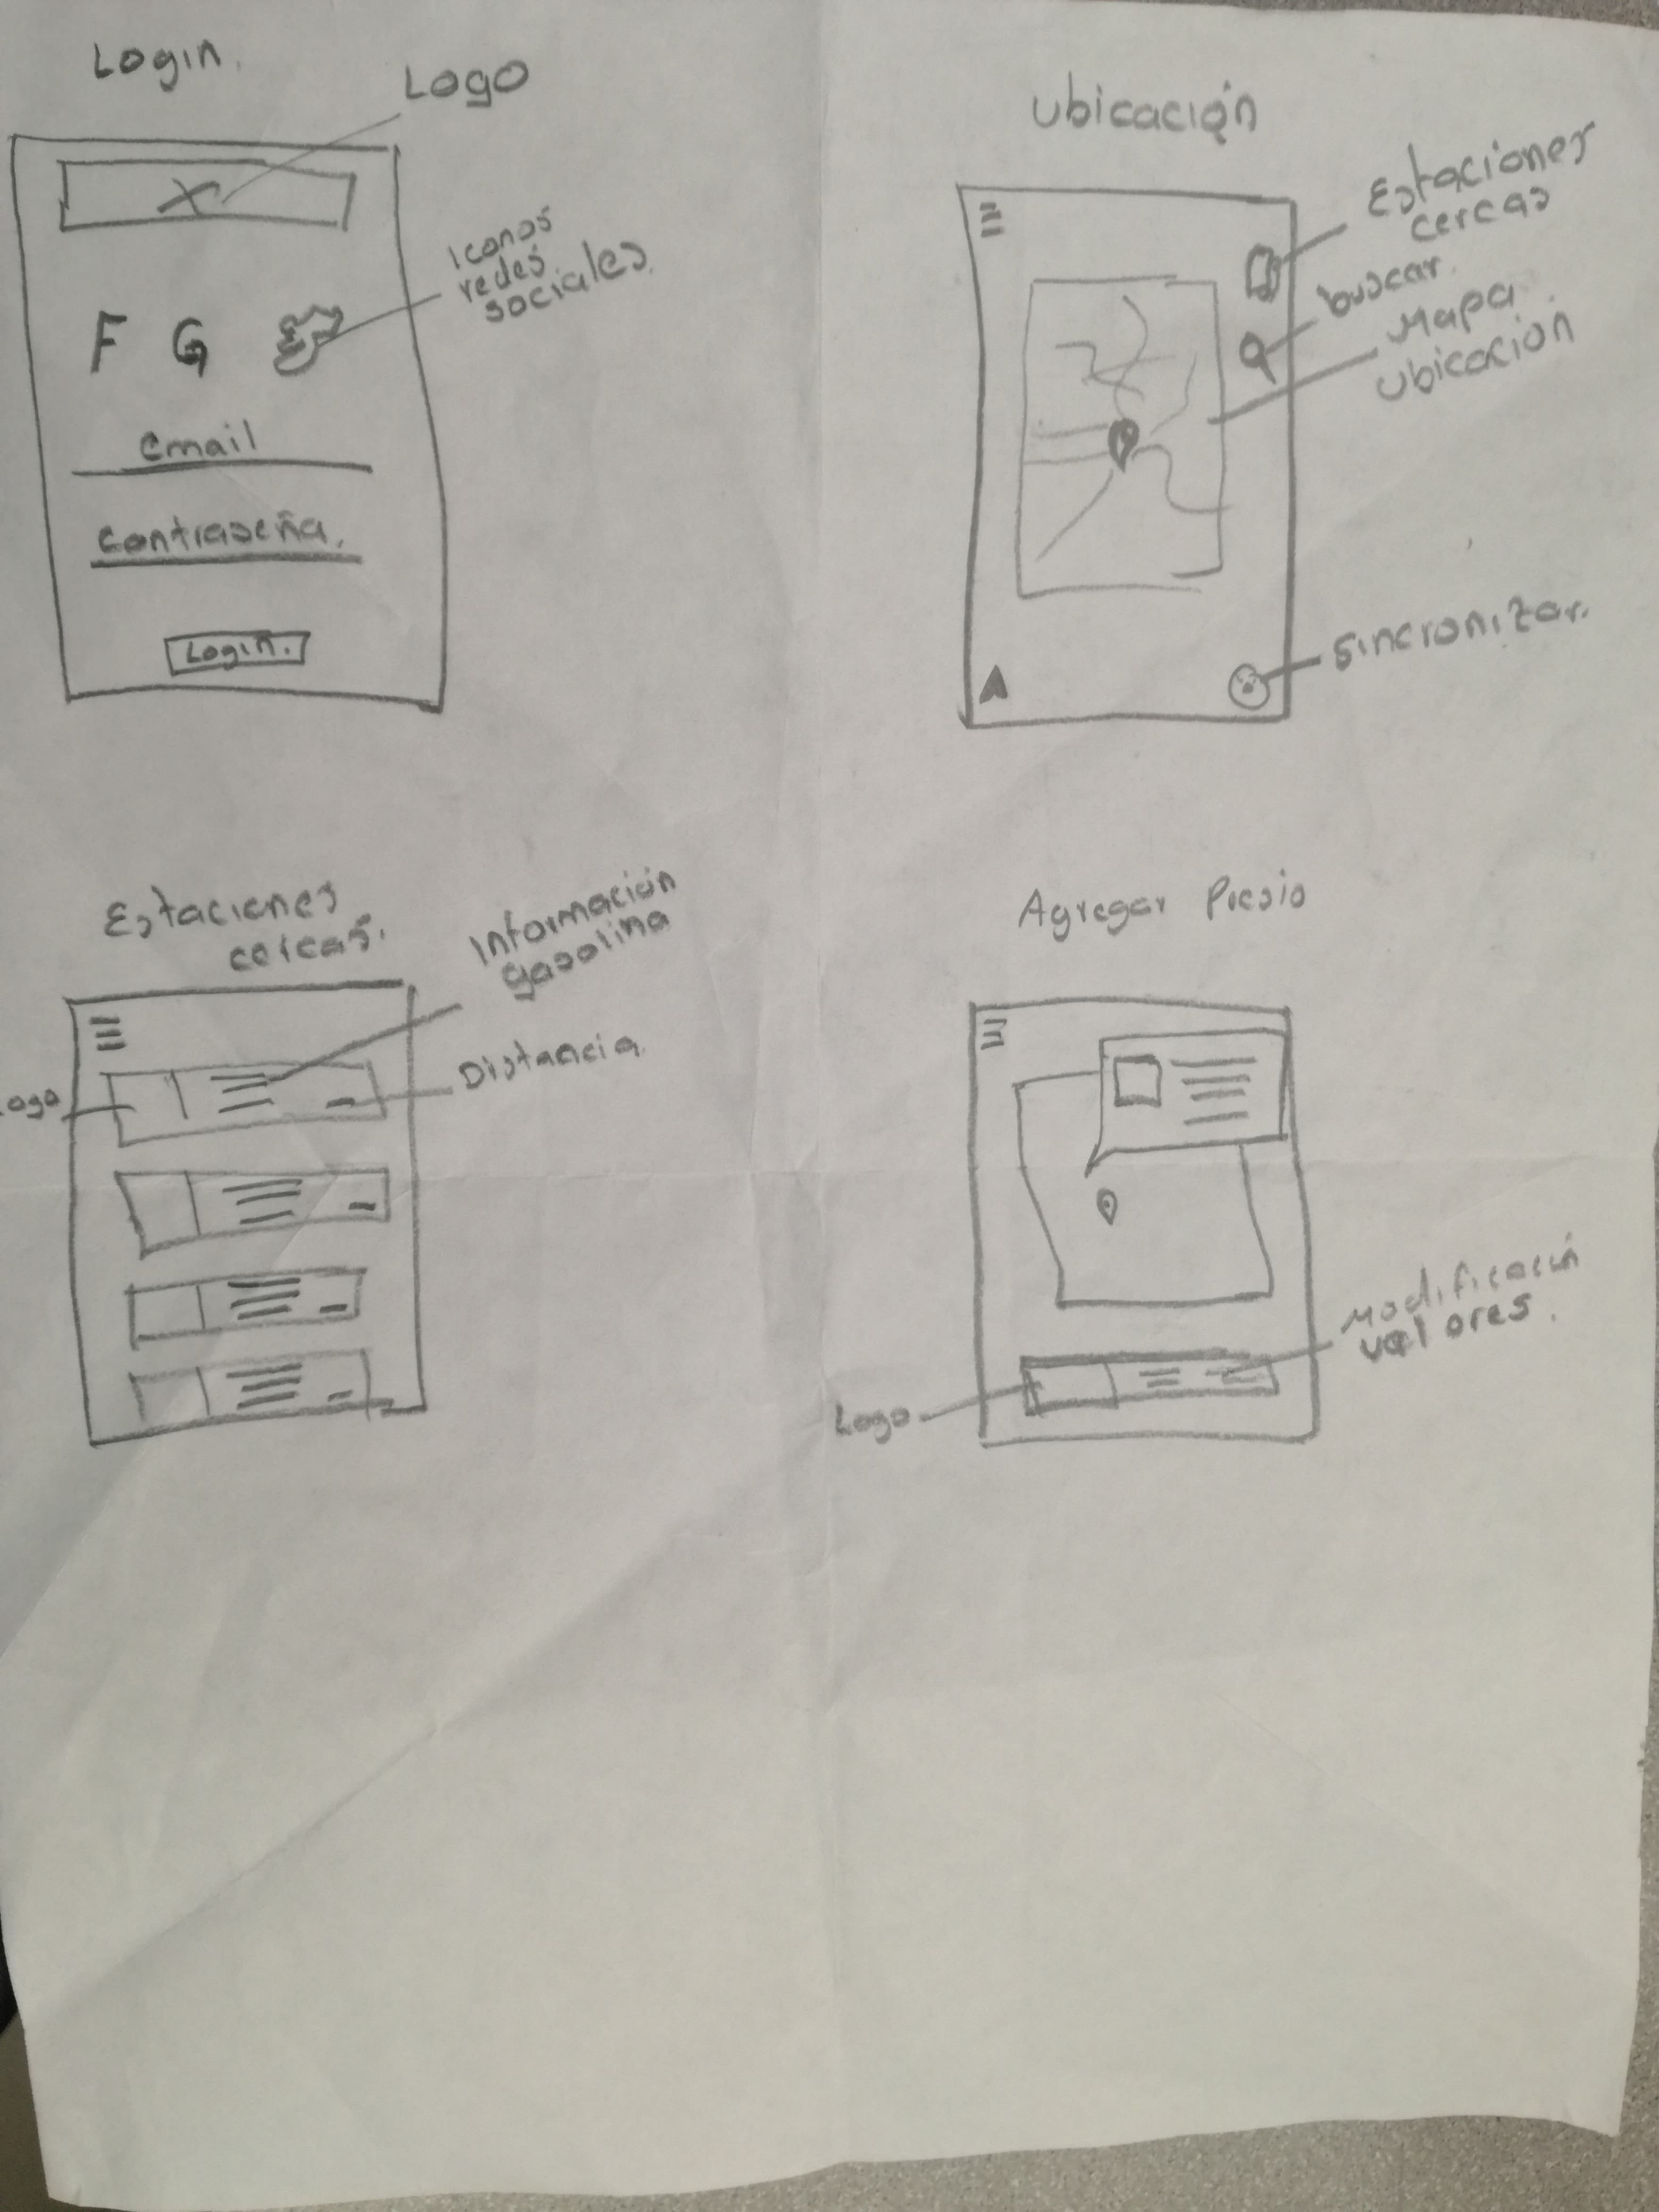 Login.
Logo
F G
Iconos
redes
sociales.
email
contraseña.
Login.
Ubicación
Estaciones
cercas
buscar
Mapa
ubicación
Sincronizar.
Estaciones
cercas.
Información
gasolina
Distancia.
Logo
Agregar Presio
Modificación
valores.
Logo